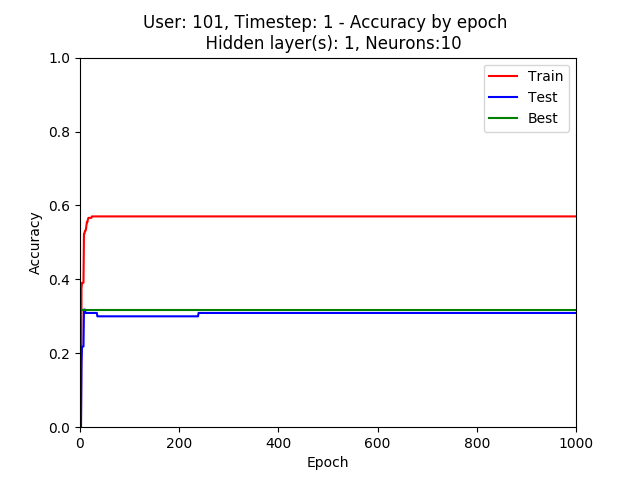 User: 101, Timestep: 1 - Accuracy by epoch
Hidden layer(s): 1, Neurons:10
1.0
0.8
0.6
0.4
0.2
0.0
Accuracy
Train
Test
Best
0 200 400 600 800 1000
Epoch